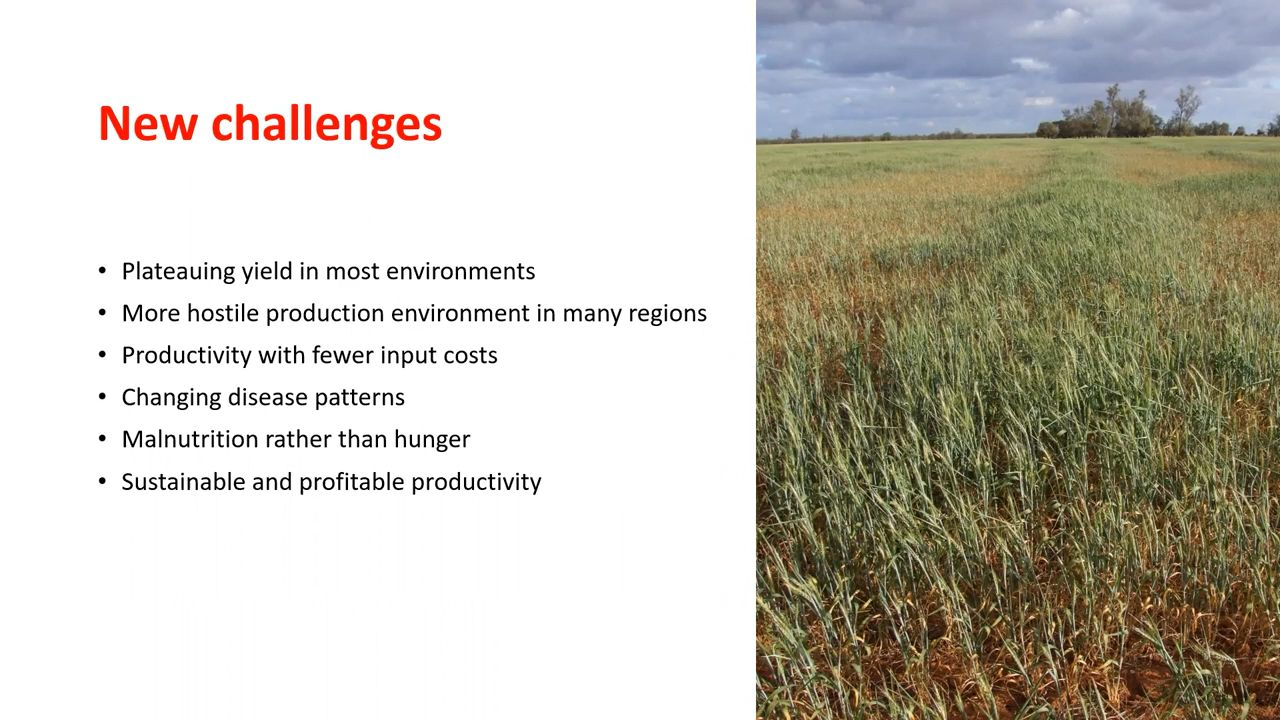 New challenges
• Plateauing yield in most environments
• More hostile production environment in many regions
• Productivity with fewer input costs
• Changing disease patterns
• Malnutrition rather than hunger
• Sustainable and profitable productivity